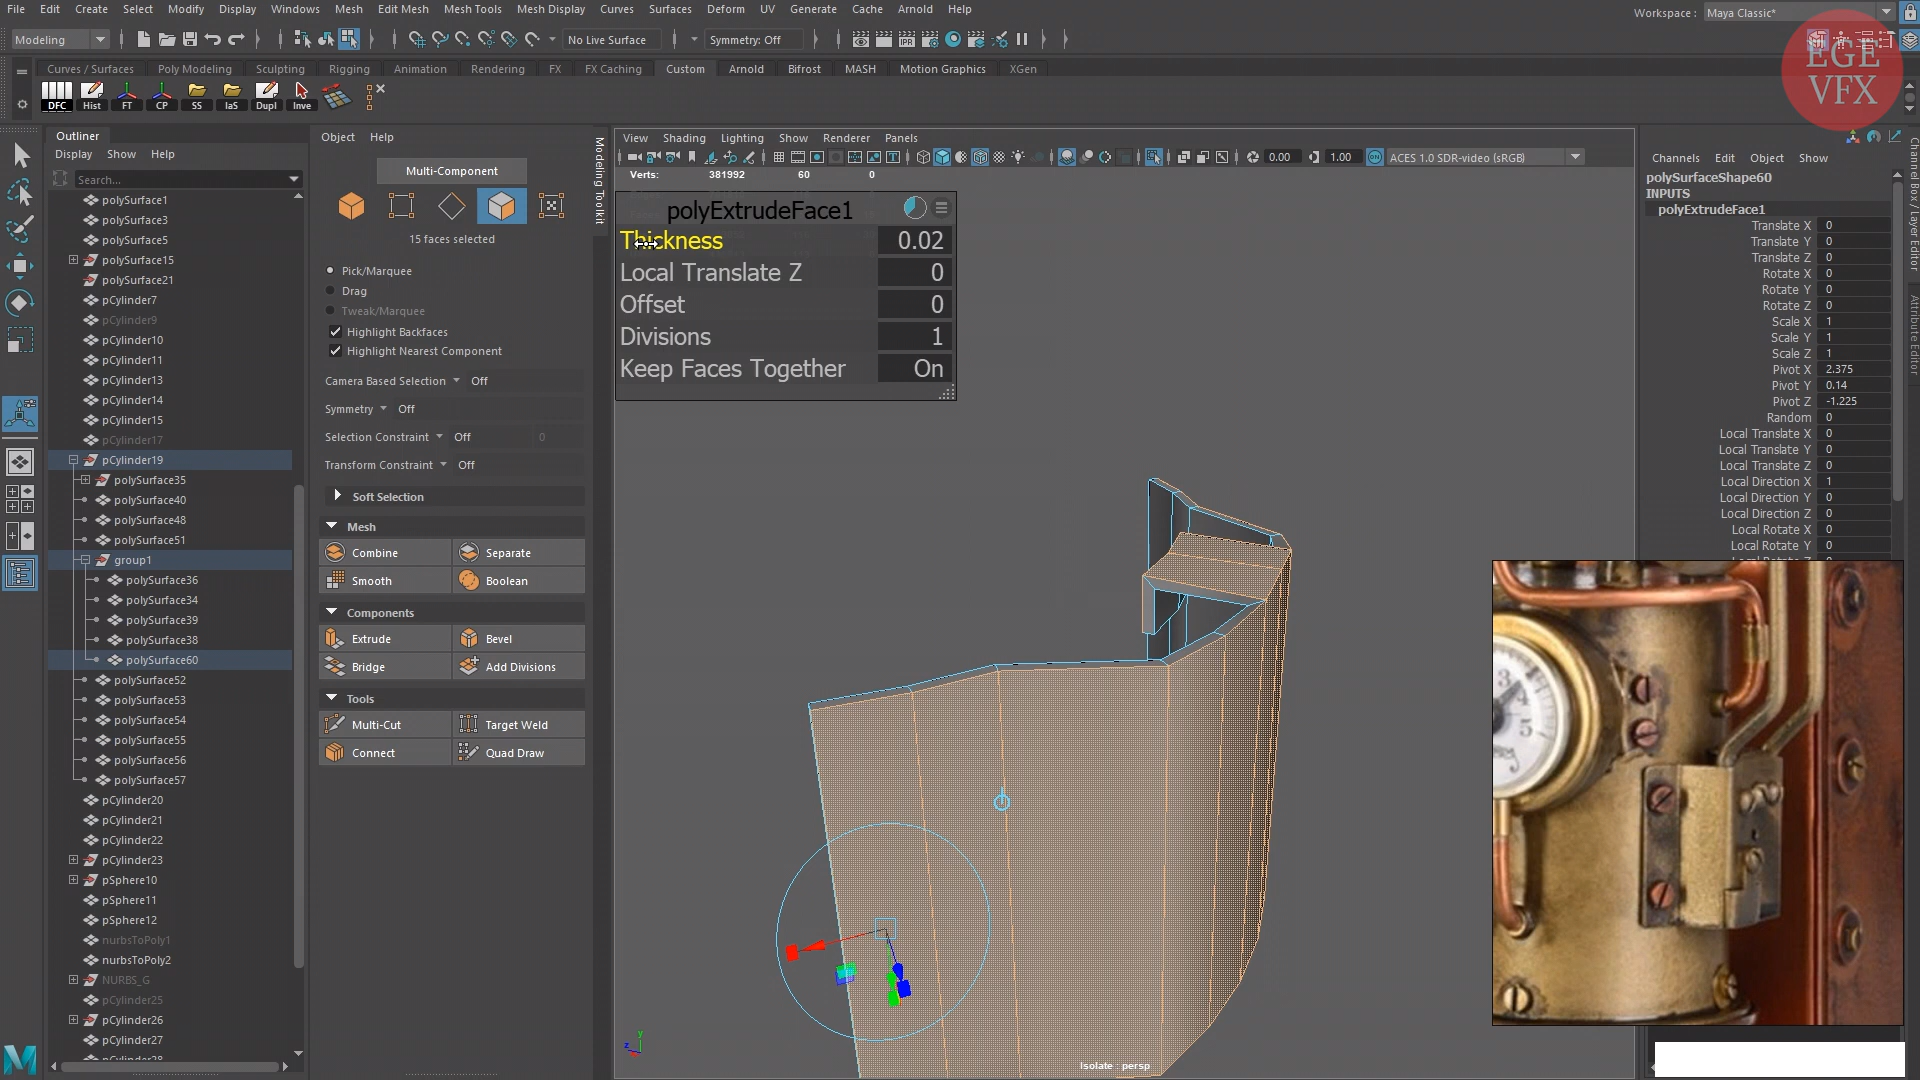 File Edit Create Select Modify Display Windows Mesh Edit Mesh Mesh Tools Mesh Display Curves Surfaces Deform UV Generate Cache Arnold Help
Workspace : Maya Classic*
Modeling No Live Surface Symmetry: Off
EGE
VFX
Curves / Surfaces Poly Modeling Sculpting Rigging Animation Rendering FX FX Caching Custom Arnold Bifrost MASH Motion Graphics XGen
DFC Hist FT CP SS IaS Dupl Inve
Outliner
Display Show Help
Search...
polySurface1
polySurface3
polySurface5
polySurface15
polySurface21
pCylinder7
pCylinder9
pCylinder10
pCylinder11
pCylinder13
pCylinder14
pCylinder15
pCylinder17
pCylinder19
polySurface35
polySurface40
polySurface48
polySurface51
group1
polySurface36
polySurface34
polySurface39
polySurface38
polySurface60
polySurface52
polySurface53
polySurface54
polySurface55
polySurface56
polySurface57
pCylinder20
pCylinder21
pCylinder22
pCylinder23
pSphere10
pSphere11
pSphere12
nurbsToPoly1
nurbsToPoly2
NURBS_G
pCylinder25
pCylinder26
pCylinder27
pCylinder28
Object Help
Multi-Component
15 faces selected
Pick/Marquee
Drag
Tweak/Marquee
Highlight Backfaces
Highlight Nearest Component
Camera Based Selection Off
Symmetry Off
Selection Constraint Off 0
Transform Constraint Off
Soft Selection
Mesh
Combine Separate
Smooth Boolean
Components
Extrude Bevel
Bridge Add Divisions
Tools
Multi-Cut Target Weld
Connect Quad Draw
Modeling Toolkit
View Shading Lighting Show Renderer Panels
0.00 1.00 ACES 1.0 SDR-video (sRGB)
Verts: 381992 60 0
polyExtrudeFace1
Thickness 0.02
Local Translate Z 0
Offset 0
Divisions 1
Keep Faces Together On
y
z
Isolate : persp
Channels Edit Object Show
polySurfaceShape60
INPUTS
polyExtrudeFace1
Translate X 0
Translate Y 0
Translate Z 0
Rotate X 0
Rotate Y 0
Rotate Z 0
Scale X 1
Scale Y 1
Scale Z 1
Pivot X 2.375
Pivot Y 0.14
Pivot Z -1.225
Random 0
Local Translate X 0
Local Translate Y 0
Local Translate Z 0
Local Direction X 1
Local Direction Y 0
Local Direction Z 0
Local Rotate X 0
Local Rotate Y 0
Channel Box / Layer Editor
Attribute Editor
3
4
5